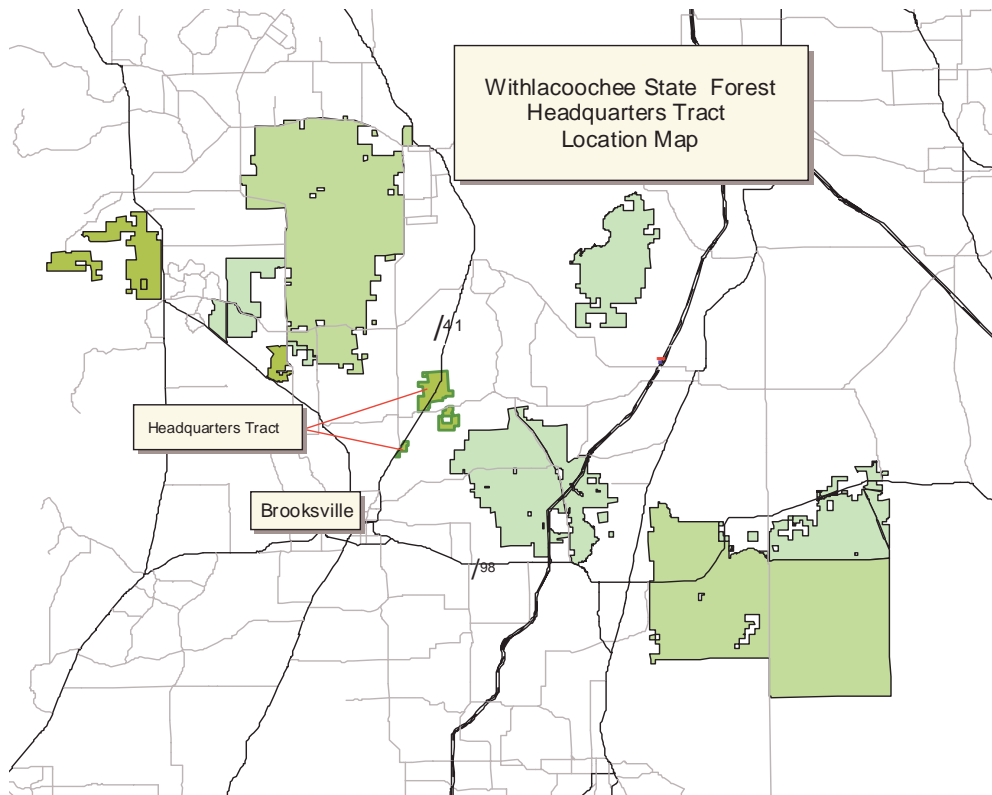 Withlacoochee State Forest
Headquarters Tract
Location Map
/41
Headquarters Tract
Brooksville
/98